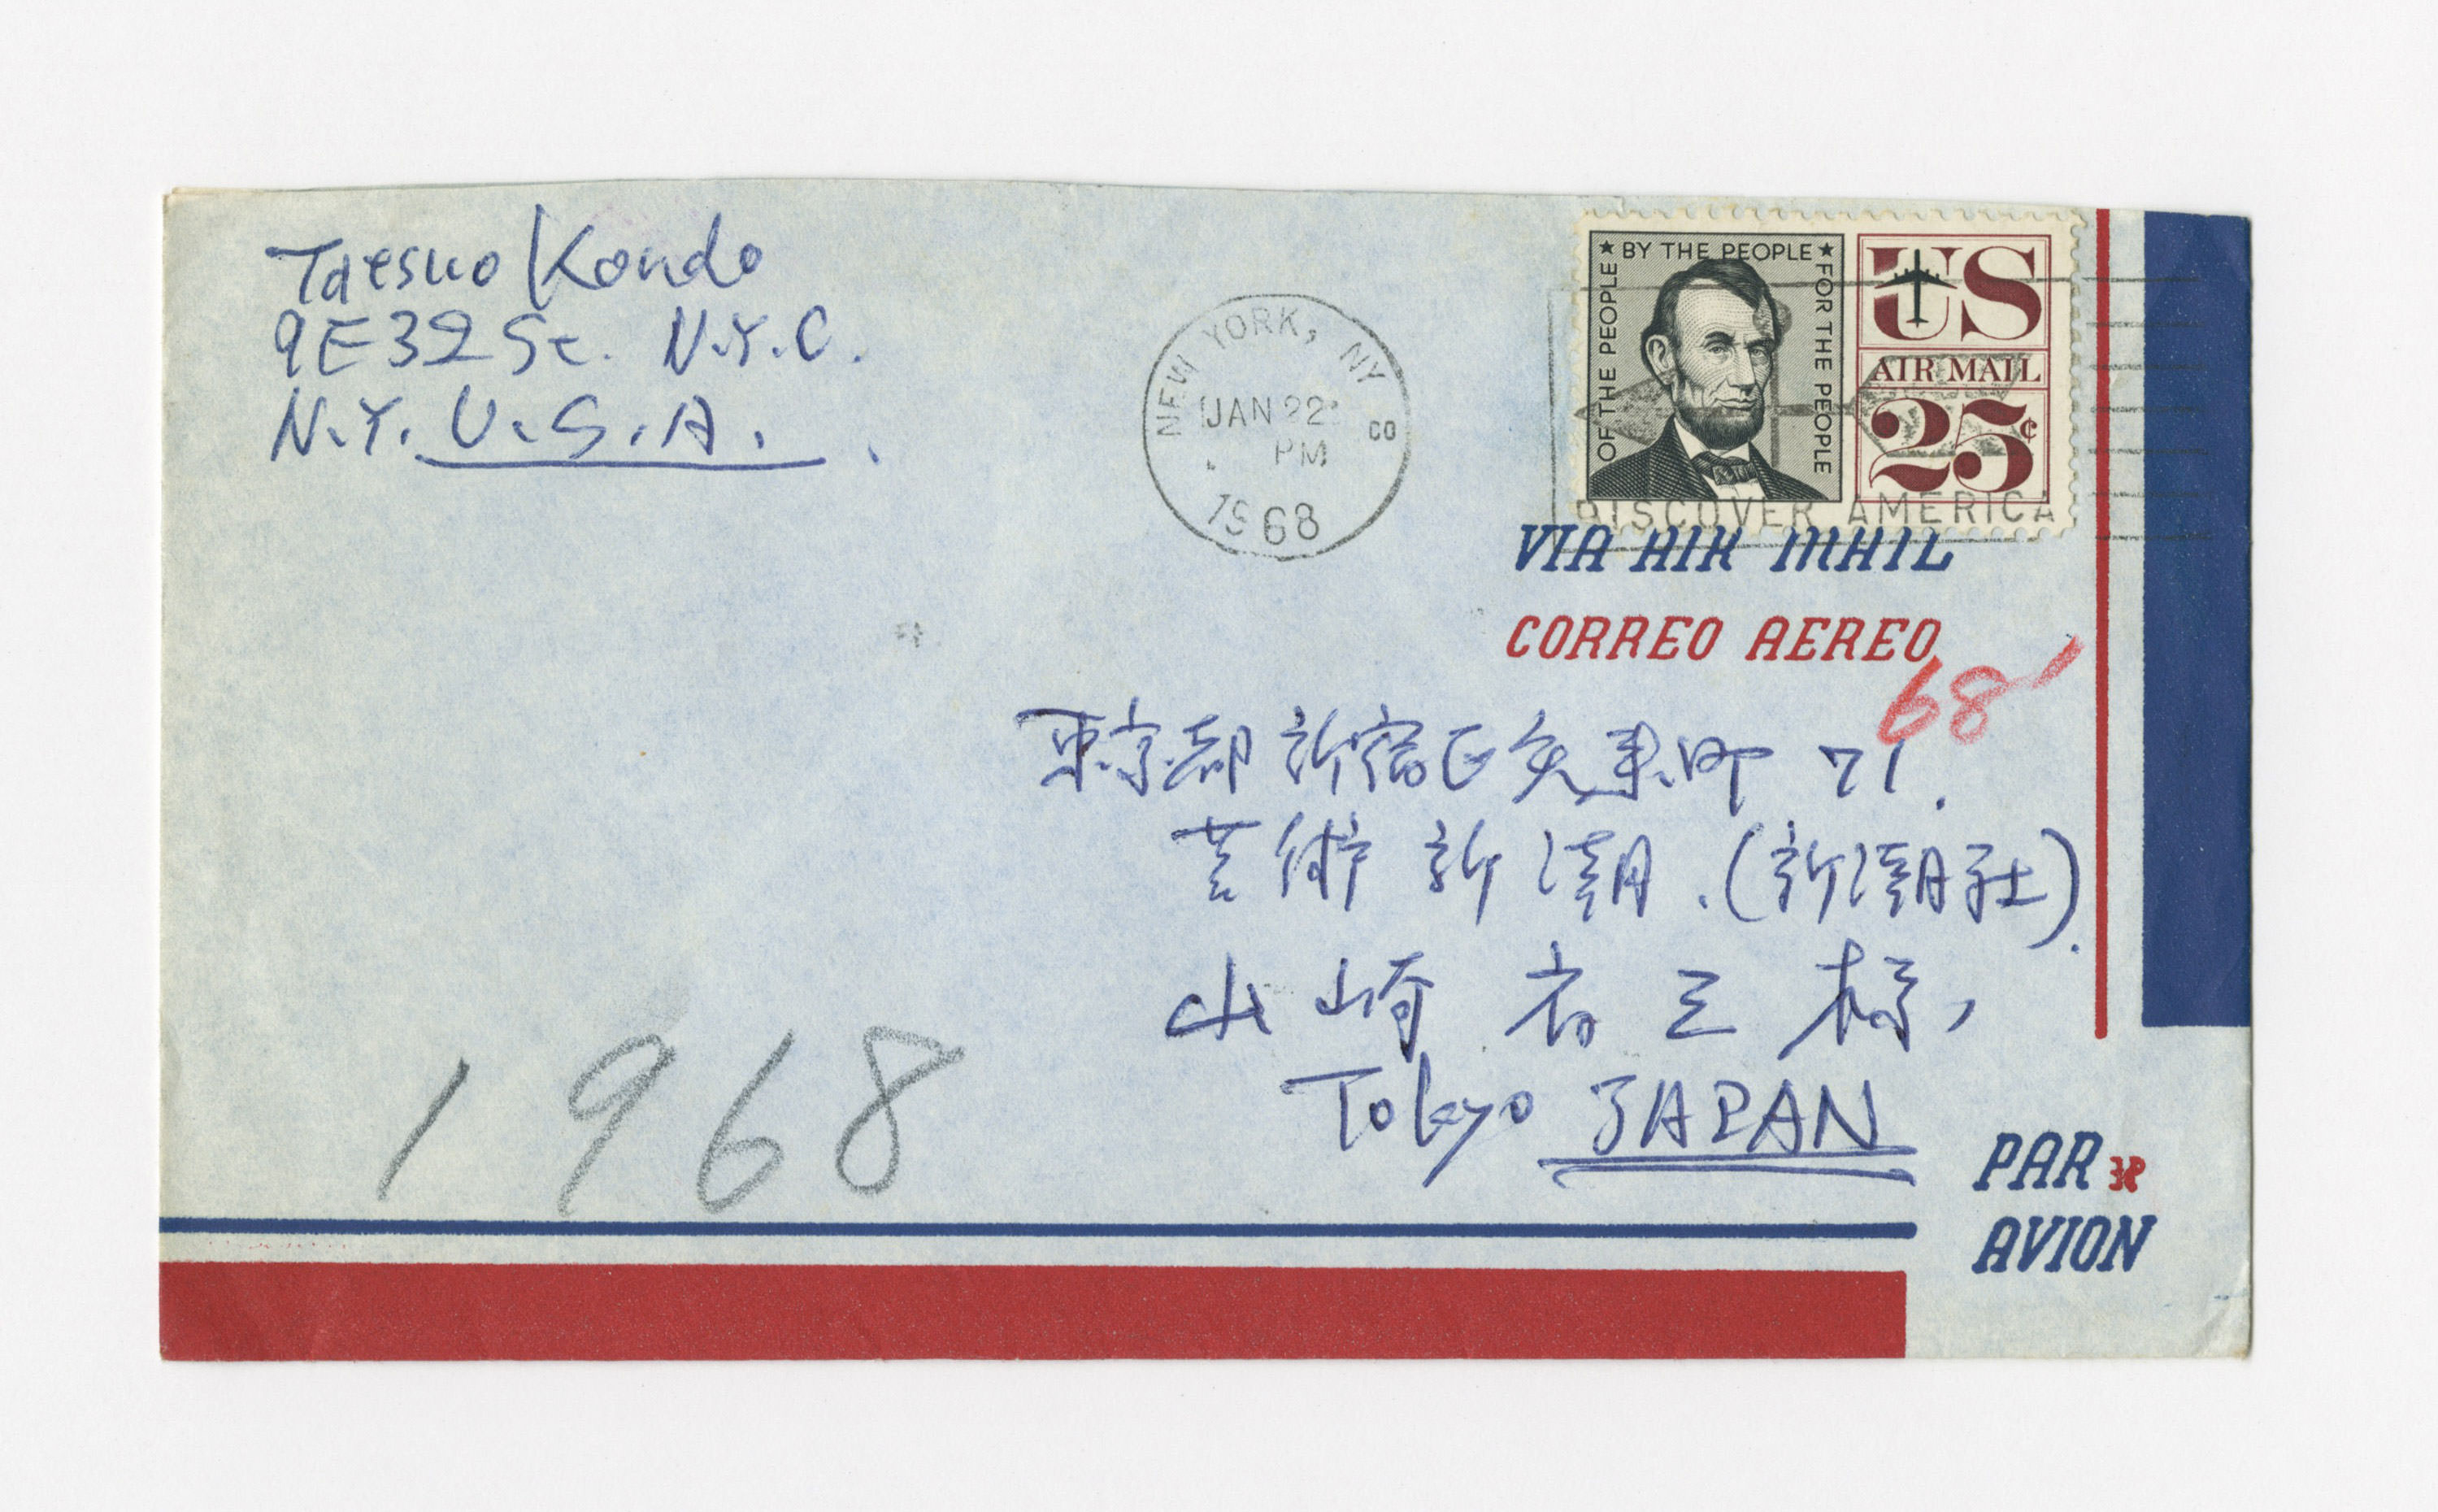 Tatsuo Kondo
9E 32 St. N.Y.C.
N.Y. U.S.A.
NEW YORK, NY
JAN 22
PM
CO
1968
OF THE PEOPLE ★ BY THE PEOPLE ★ FOR THE PEOPLE
US
AIR MAIL
25¢
DISCOVER AMERICA
VIA AIR MAIL
CORREO AEREO
68'
東京都新宿区矢来町 71.
芸術新潮.(新潮社).
山崎省三様,
Tokyo JAPAN
1968
PAR
AVION